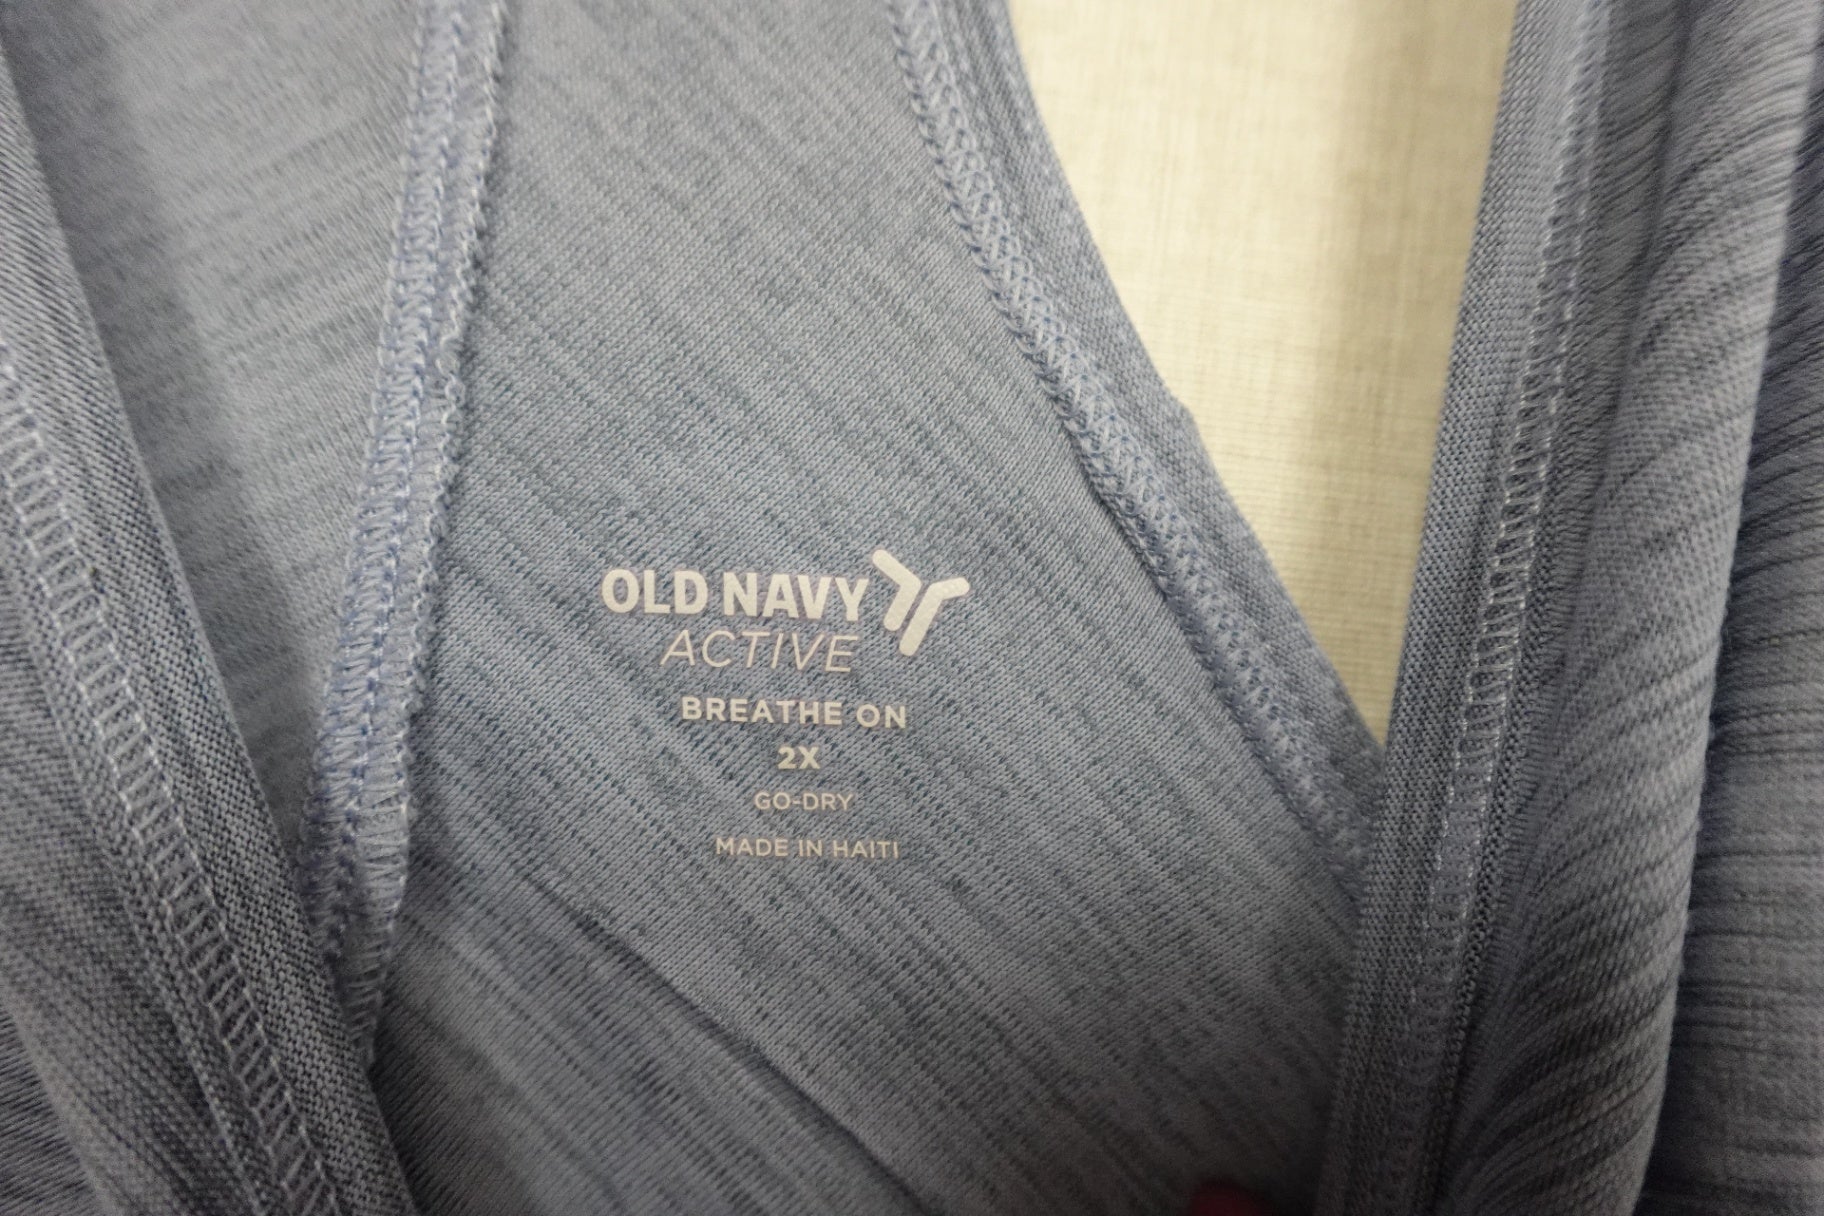 OLD NAVY
ACTIVE
BREATHE ON
2X
GO-DRY
MADE IN HAITI